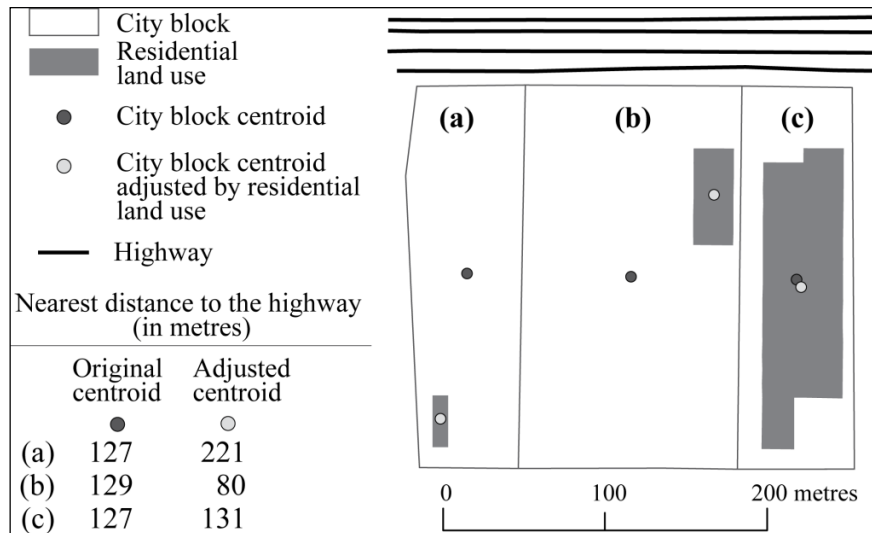 City block
Residential
land use
City block centroid
City block centroid
adjusted by residential
land use
Highway
Nearest distance to the highway
(in metres)
Original Adjusted
centroid centroid
(a) 127 221
(b) 129 80
(c) 127 131
(a) (b) (c)
0 100 200 metres